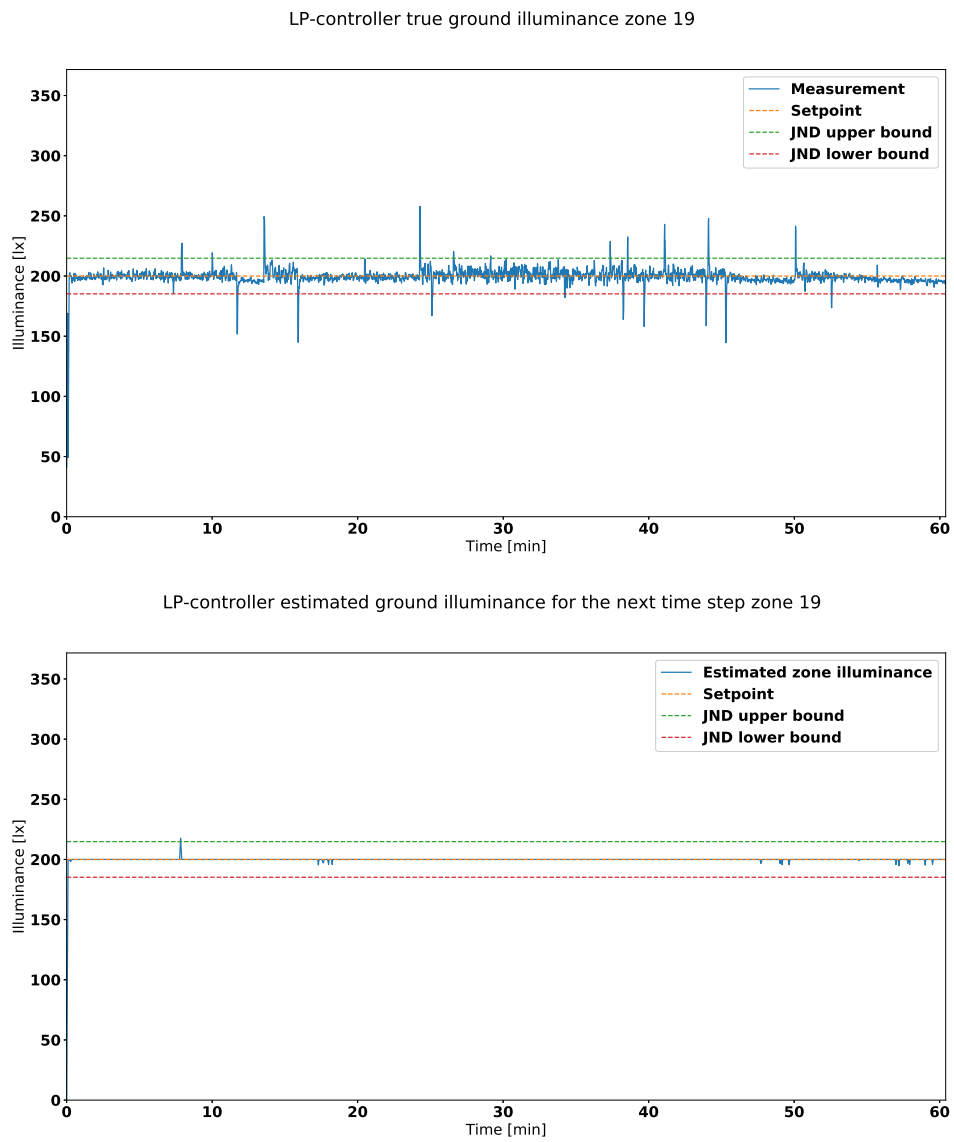 LP-controller true ground illuminance zone 19
Measurement
Setpoint
JND upper bound
JND lower bound
Illuminance [lx]
350
300
250
200
150
100
50
0
0 10 20 30 40 50 60
Time [min]
LP-controller estimated ground illuminance for the next time step zone 19
Estimated zone illuminance
Setpoint
JND upper bound
JND lower bound
Illuminance [lx]
350
300
250
200
150
100
50
0
0 10 20 30 40 50 60
Time [min]